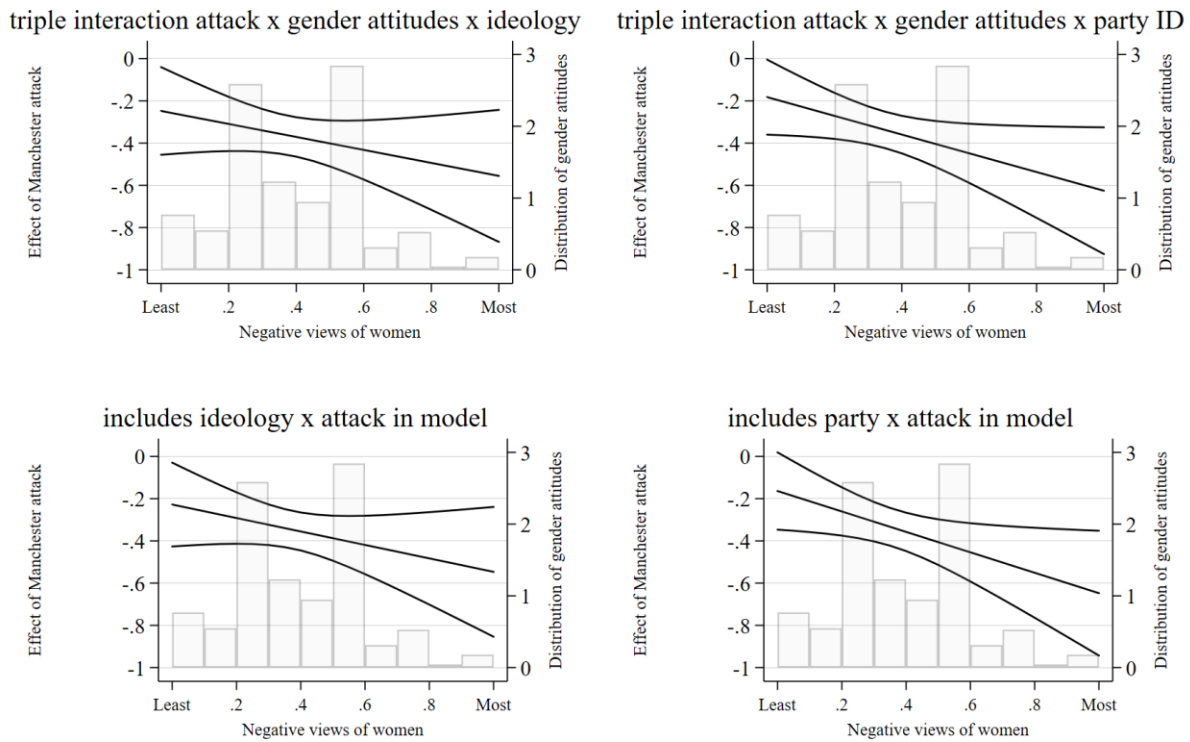 triple interaction attack x gender attitudes x ideology
Effect of Manchester attack
0
-.2
-.4
-.6
-.8
-1
3
2
1
0
Distribution of gender attitudes
Least .2 .4 .6 .8 Most
Negative views of women
triple interaction attack x gender attitudes x party ID
Effect of Manchester attack
0
-.2
-.4
-.6
-.8
-1
3
2
1
0
Distribution of gender attitudes
Least .2 .4 .6 .8 Most
Negative views of women
includes ideology x attack in model
Effect of Manchester attack
0
-.2
-.4
-.6
-.8
-1
3
2
1
0
Distribution of gender attitudes
Least .2 .4 .6 .8 Most
Negative views of women
includes party x attack in model
Effect of Manchester attack
0
-.2
-.4
-.6
-.8
-1
3
2
1
0
Distribution of gender attitudes
Least .2 .4 .6 .8 Most
Negative views of women